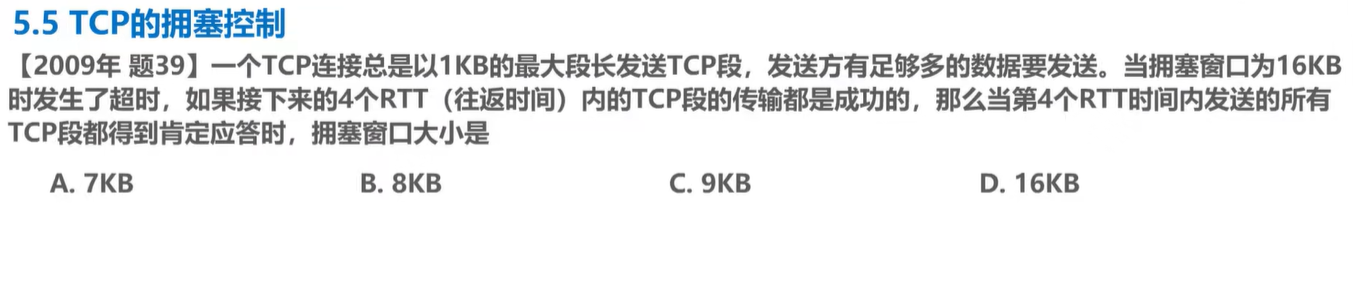 5.5 TCP的拥塞控制
【2009年 题39】一个TCP连接总是以1KB的最大段长发送TCP段，发送方有足够多的数据要发送。当拥塞窗口为16KB
时发生了超时，如果接下来的4个RTT（往返时间）内的TCP段的传输都是成功的，那么当第4个RTT时间内发送的所有
TCP段都得到肯定应答时，拥塞窗口大小是
A. 7KB B. 8KB C. 9KB D. 16KB